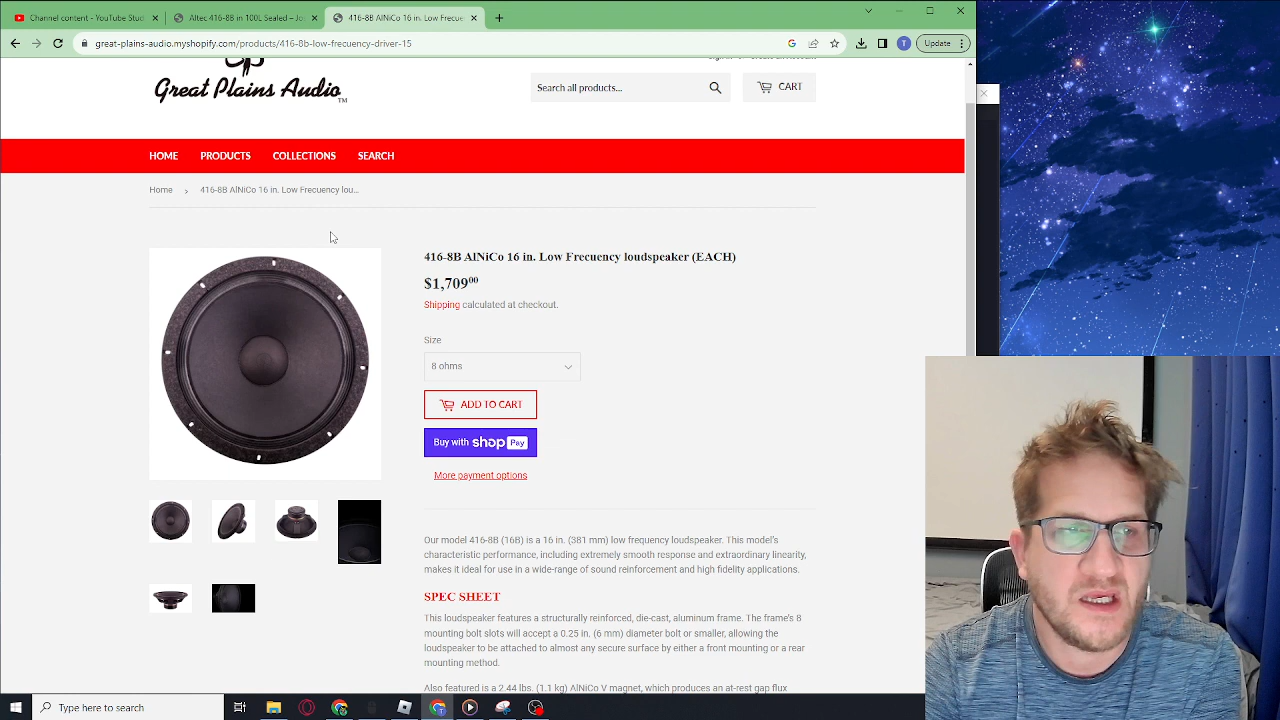 Channel content - YouTube Studi
Altec 416-8B in 100L Sealed – Jo
416-8B AlNiCo 16 in. Low Frecue
great-plains-audio.myshopify.com/products/416-8b-low-frecuency-driver-15
T
Update
Great Plains Audio™
Search all products...
CART
HOME PRODUCTS COLLECTIONS SEARCH
Home › 416-8B AlNiCo 16 in. Low Frecuency lou...
416-8B AlNiCo 16 in. Low Frecuency loudspeaker (EACH)
$1,709⁰⁰
Shipping calculated at checkout.
Size
8 ohms
ADD TO CART
Buy with shop Pay
More payment options
Our model 416-8B (16B) is a 16 in. (381 mm) low frequency loudspeaker. This model's
characteristic performance, including extremely smooth response and extraordinary linearity,
makes it ideal for use in a wide-range of sound reinforcement and high fidelity applications.
SPEC SHEET
This loudspeaker features a structurally reinforced, die-cast, aluminum frame. The frame's 8
mounting bolt slots will accept a 0.25 in. (6 mm) diameter bolt or smaller, allowing the
loudspeaker to be attached to almost any secure surface by either a front mounting or a rear
mounting method.
Also featured is a 2.44 lbs. (1.1 kg) AlNiCo V magnet, which produces an at-rest gap flux
Type here to search